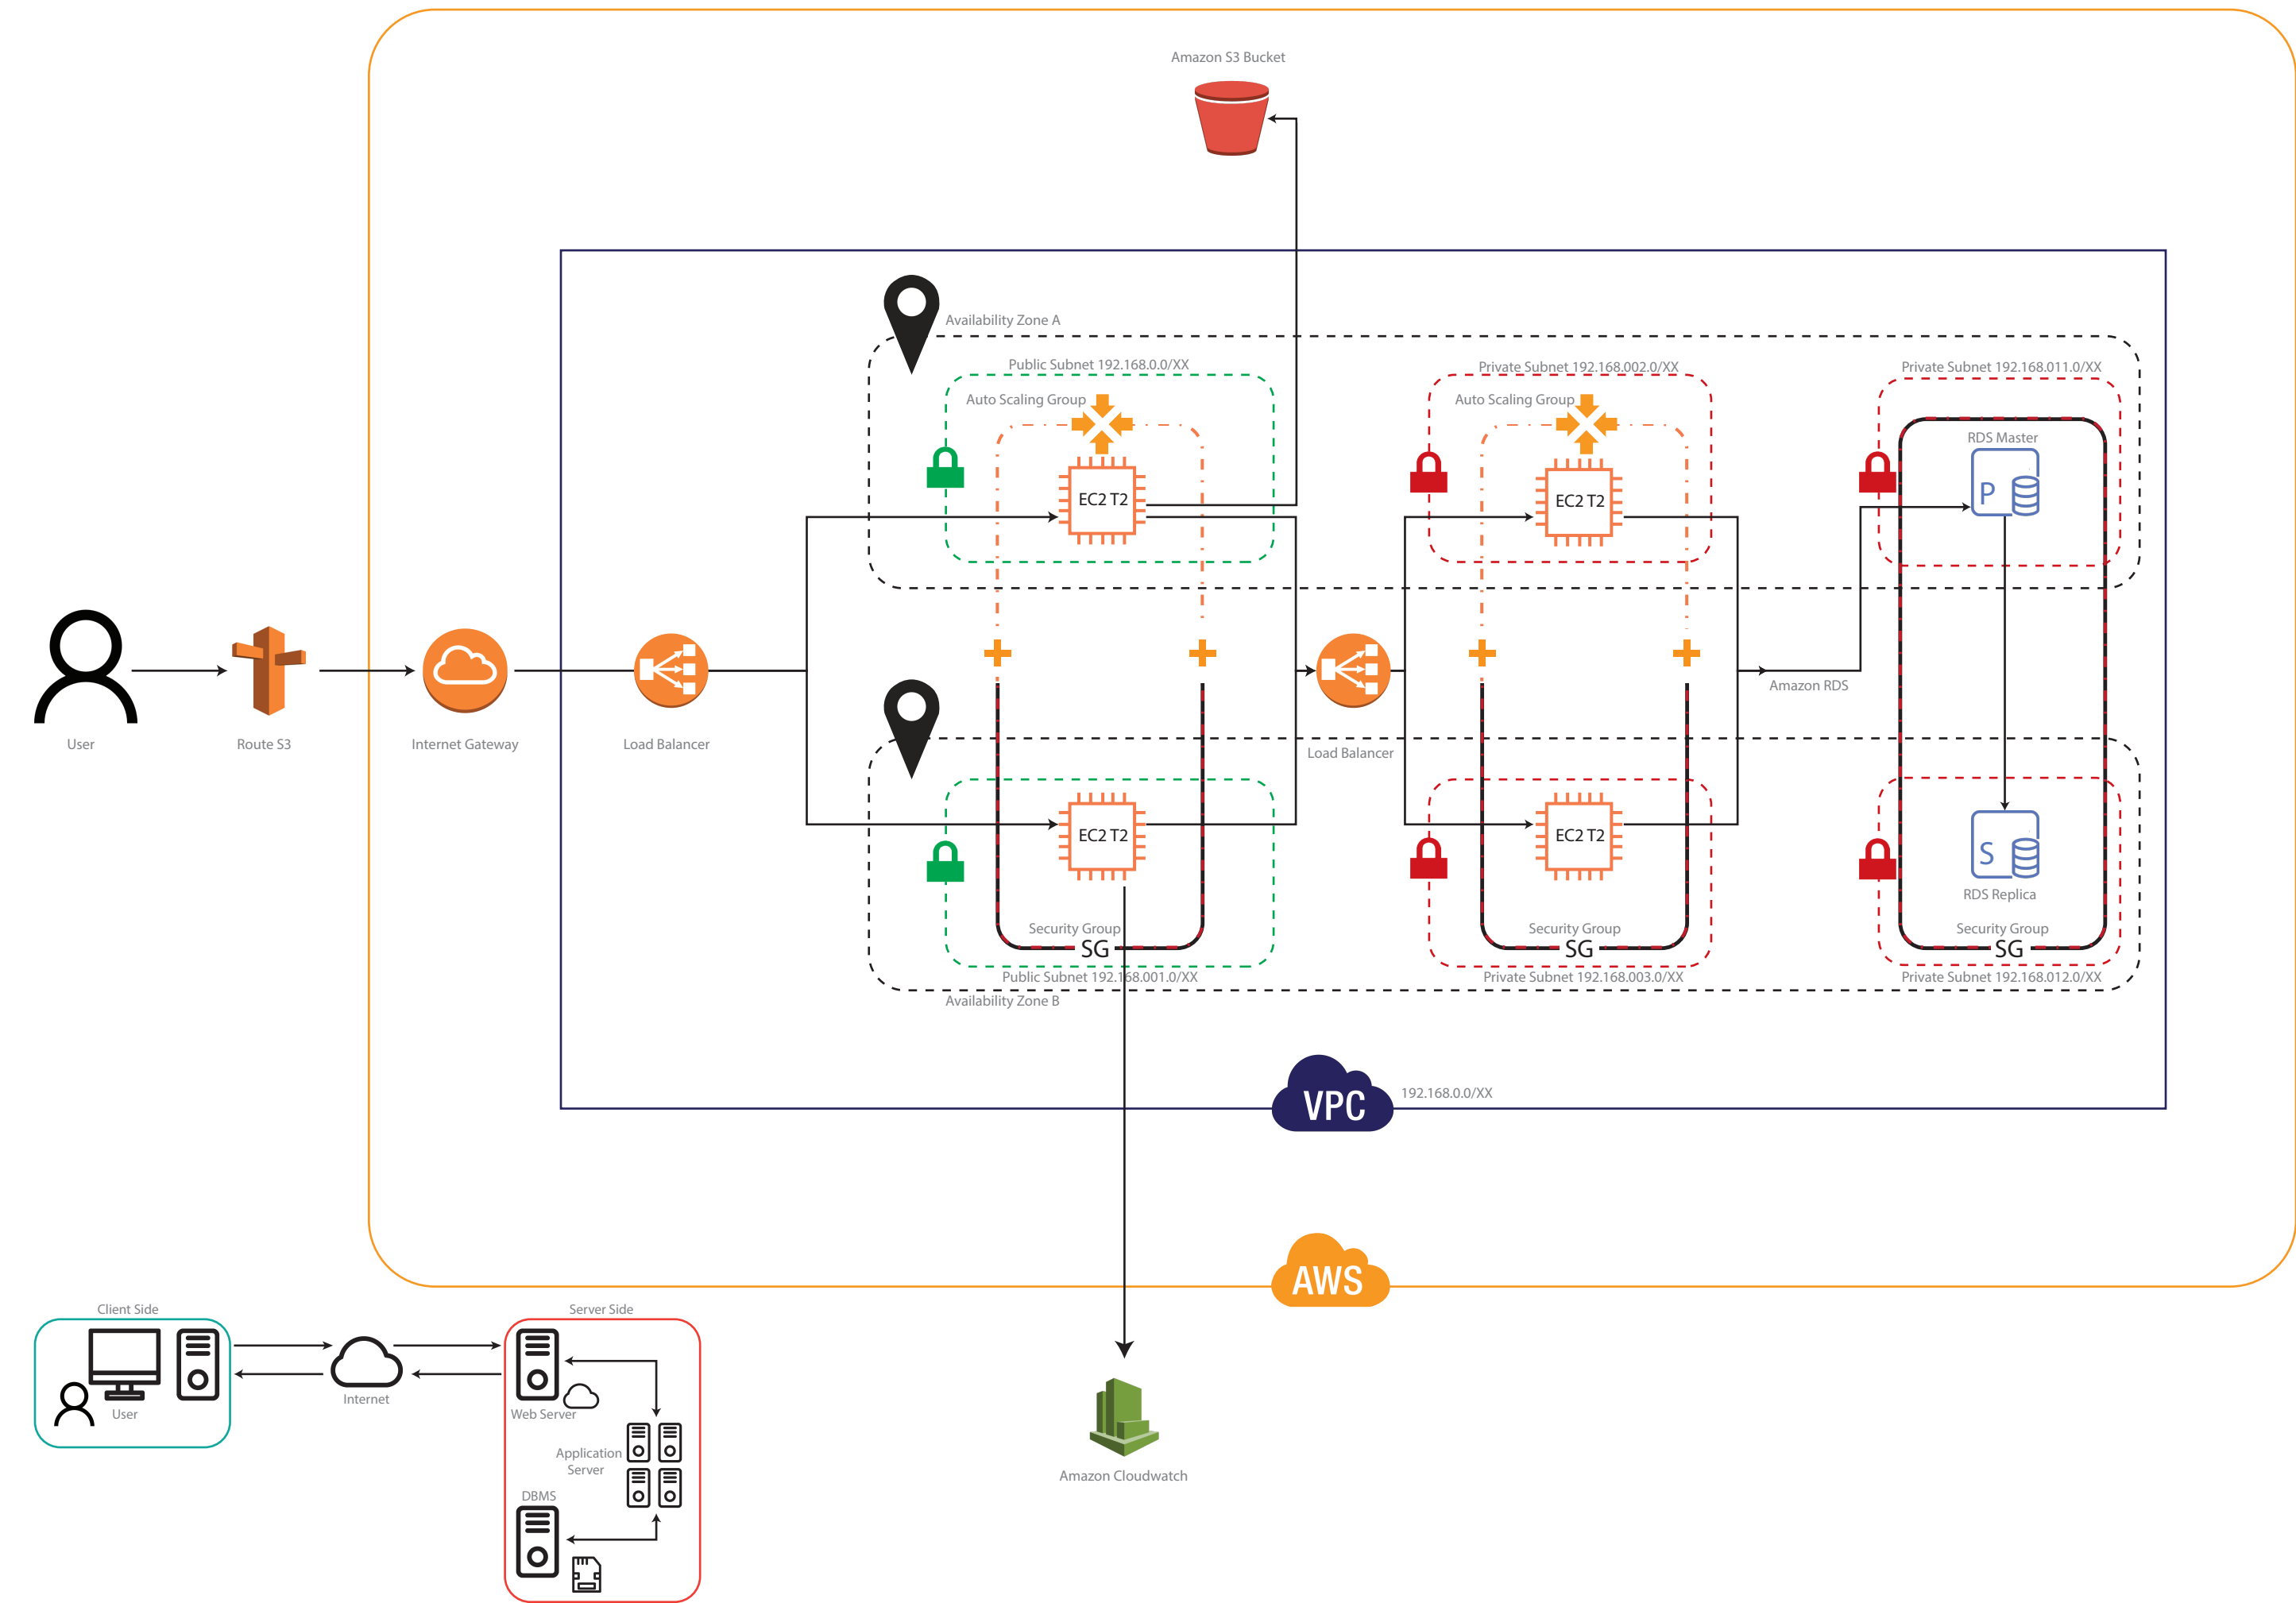 Amazon S3 Bucket
Availability Zone A
Public Subnet 192.168.0.0/XX
Private Subnet 192.168.002.0/XX
Private Subnet 192.168.011.0/XX
Auto Scaling Group
Auto Scaling Group
RDS Master
P
EC2 T2
EC2 T2
User
Route S3
Internet Gateway
Load Balancer
Load Balancer
Amazon RDS
EC2 T2
EC2 T2
S
RDS Replica
Security Group
SG
Security Group
SG
Security Group
SG
Public Subnet 192.168.001.0/XX
Private Subnet 192.168.003.0/XX
Private Subnet 192.168.012.0/XX
Availability Zone B
VPC
192.168.0.0/XX
AWS
Client Side
User
Internet
Server Side
Web Server
Application
Server
DBMS
Amazon Cloudwatch